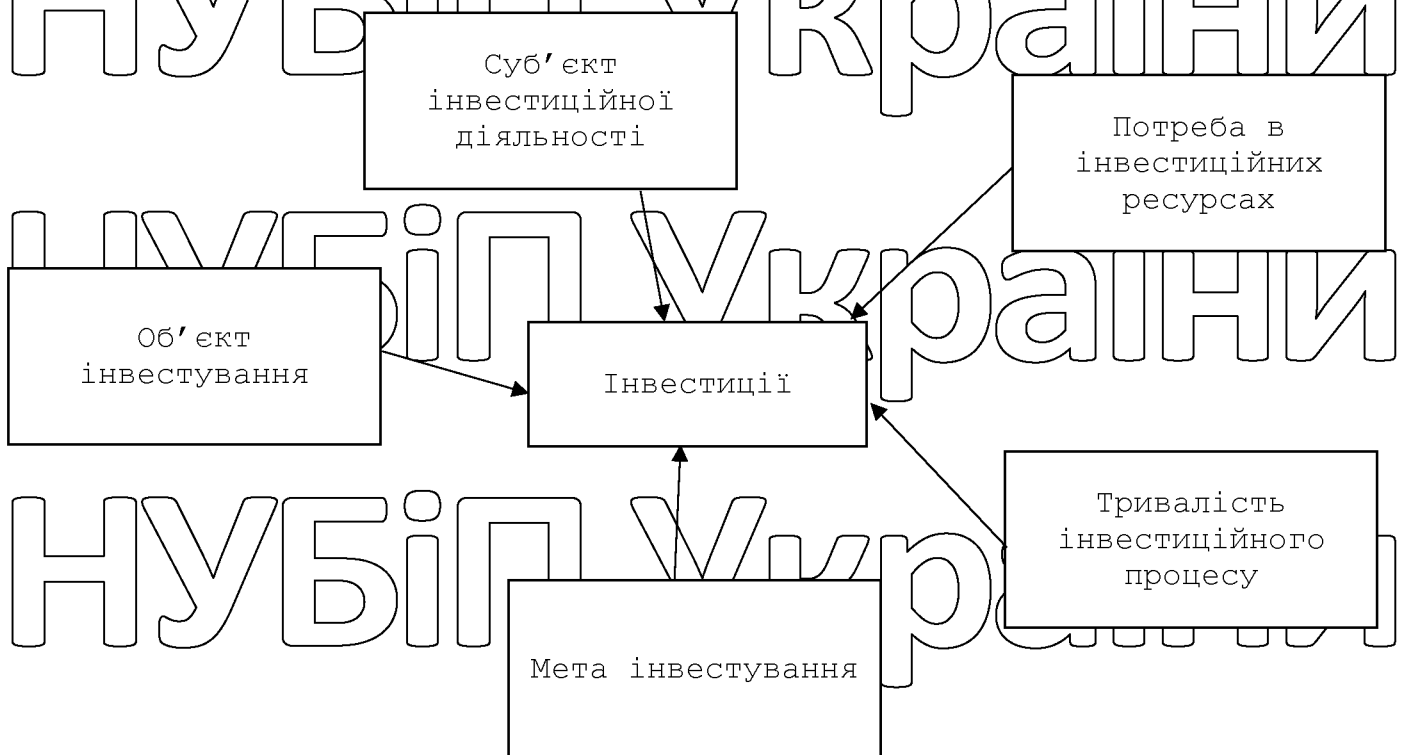 НУБіП України
Суб’єкт
інвестиційної
діяльності
Потреба в
інвестиційних
ресурсах
НУБіП України
Об’єкт
інвестування
Інвестиції
НУБіП України
Тривалість
інвестиційного
процесу
Мета інвестування